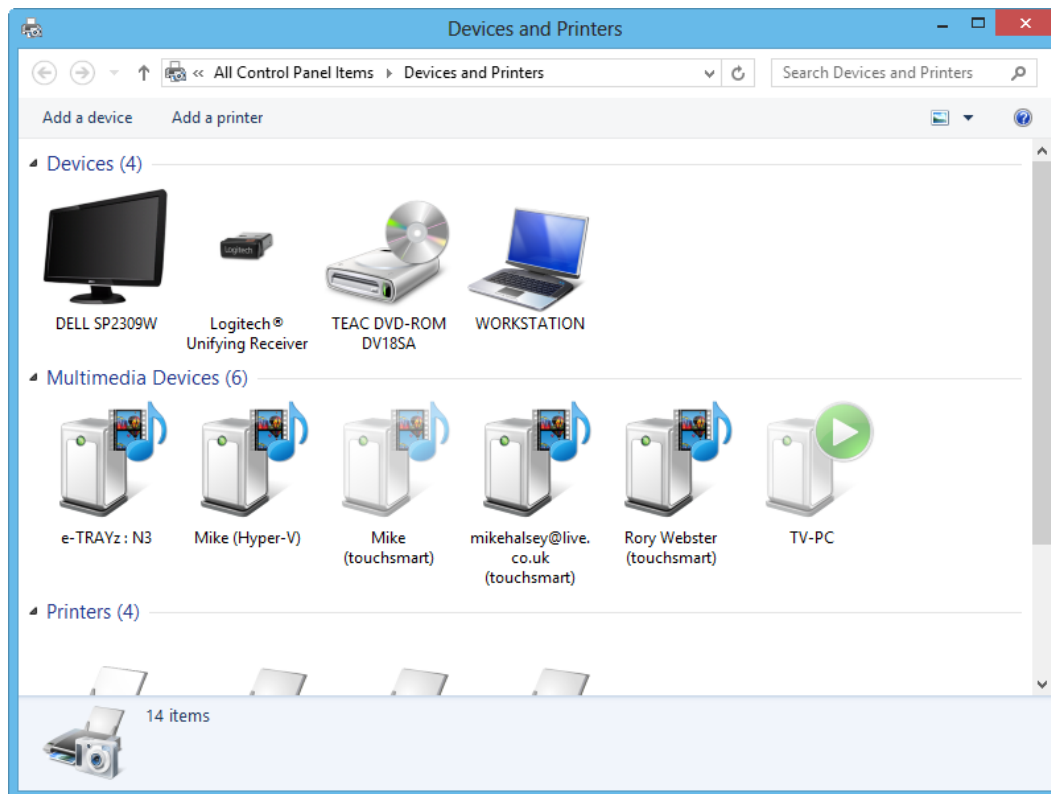 Devices and Printers
« All Control Panel Items Devices and Printers
Search Devices and Printers
Add a device Add a printer
Devices (4)
Logitech
DELL SP2309W
Logitech®
Unifying Receiver
TEAC DVD-ROM
DV18SA
WORKSTATION
Multimedia Devices (6)
e-TRAYz : N3
Mike (Hyper-V)
Mike
(touchsmart)
mikehalsey@live.
co.uk
(touchsmart)
Rory Webster
(touchsmart)
TV-PC
Printers (4)
14 items